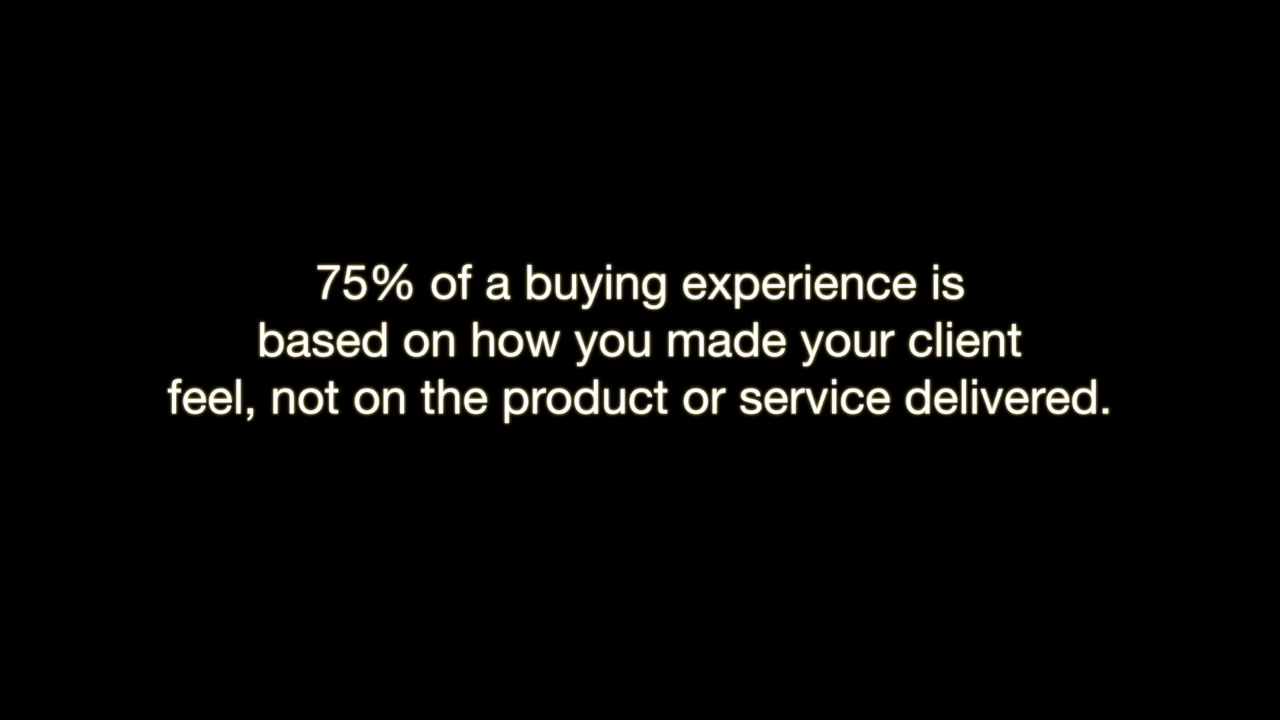 75% of a buying experience is
based on how you made your client
feel, not on the product or service delivered.